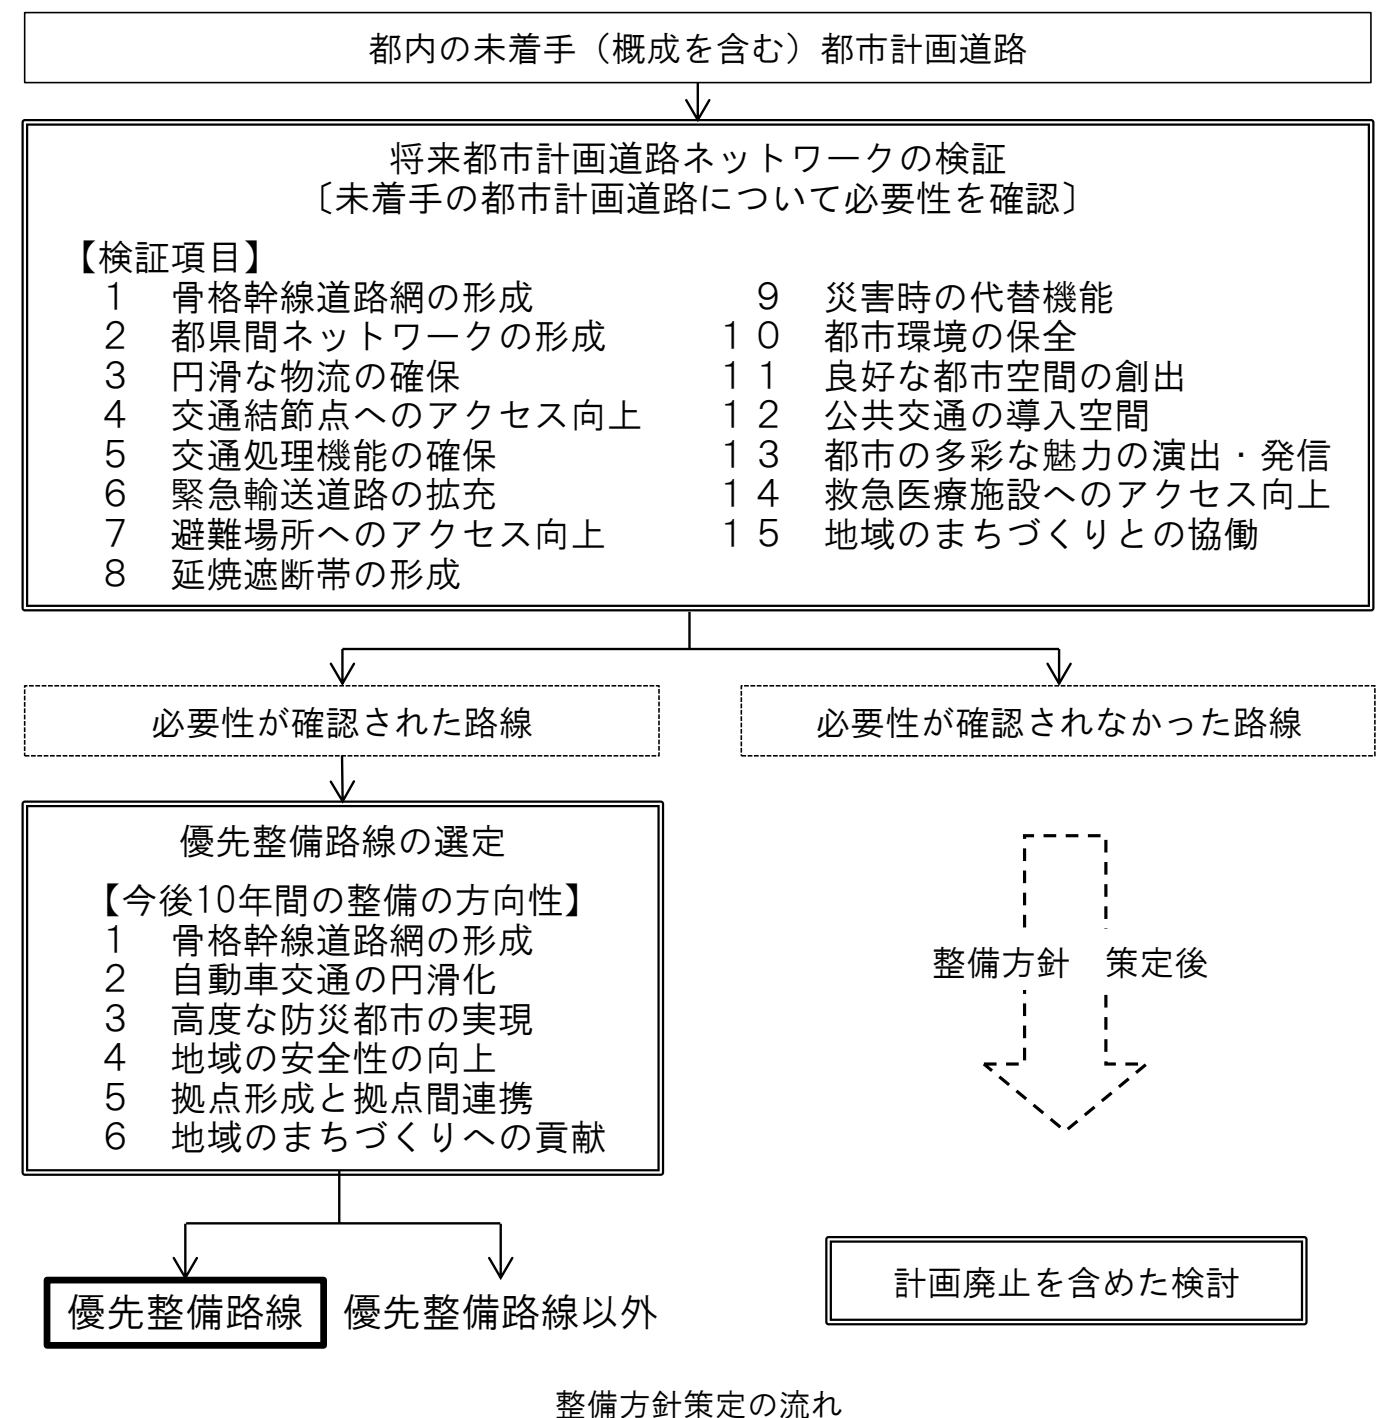 都内の未着手（概成を含む）都市計画道路
将来都市計画道路ネットワークの検証
〔未着手の都市計画道路について必要性を確認〕
【検証項目】
１　骨格幹線道路網の形成
２　都県間ネットワークの形成
３　円滑な物流の確保
４　交通結節点へのアクセス向上
５　交通処理機能の確保
６　緊急輸送道路の拡充
７　避難場所へのアクセス向上
８　延焼遮断帯の形成
９　災害時の代替機能
１０　都市環境の保全
１１　良好な都市空間の創出
１２　公共交通の導入空間
１３　都市の多彩な魅力の演出・発信
１４　救急医療施設へのアクセス向上
１５　地域のまちづくりとの協働
必要性が確認された路線
必要性が確認されなかった路線
優先整備路線の選定
【今後10年間の整備の方向性】
１　骨格幹線道路網の形成
２　自動車交通の円滑化
３　高度な防災都市の実現
４　地域の安全性の向上
５　拠点形成と拠点間連携
６　地域のまちづくりへの貢献
整備方針　策定後
優先整備路線
優先整備路線以外
計画廃止を含めた検討
整備方針策定の流れ